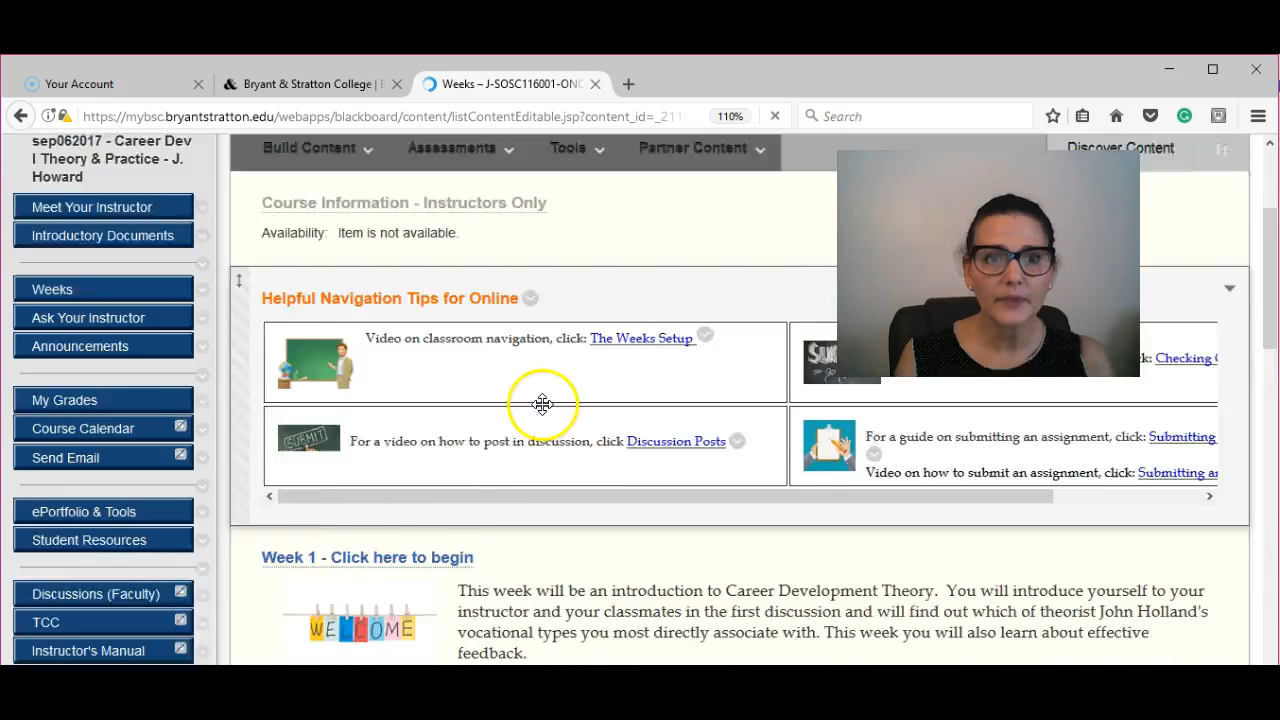 Your Account
Bryant & Stratton College | B
Weeks – J-SOSC116001-ONC
https://mybsc.bryantstratton.edu/webapps/blackboard/content/listContentEditable.jsp?content_id=_211
110%
Search
sep062017 - Career Dev
I Theory & Practice - J.
Howard
Meet Your Instructor
Introductory Documents
Weeks
Ask Your Instructor
Announcements
My Grades
Course Calendar
Send Email
ePortfolio & Tools
Student Resources
Discussions (Faculty)
TCC
Instructor's Manual
Build Content
Assessments
Tools
Partner Content
Discover Content
Course Information - Instructors Only
Availability: Item is not available.
Helpful Navigation Tips for Online
Video on classroom navigation, click: The Weeks Setup
k: Checking
SUBMIT
For a video on how to post in discussion, click Discussion Posts
For a guide on submitting an assignment, click: Submitting
Video on how to submit an assignment, click: Submitting a
Week 1 - Click here to begin
WELCOME
This week will be an introduction to Career Development Theory. You will introduce yourself to your
instructor and your classmates in the first discussion and will find out which of theorist John Holland's
vocational types you most directly associate with. This week you will also learn about effective
feedback.